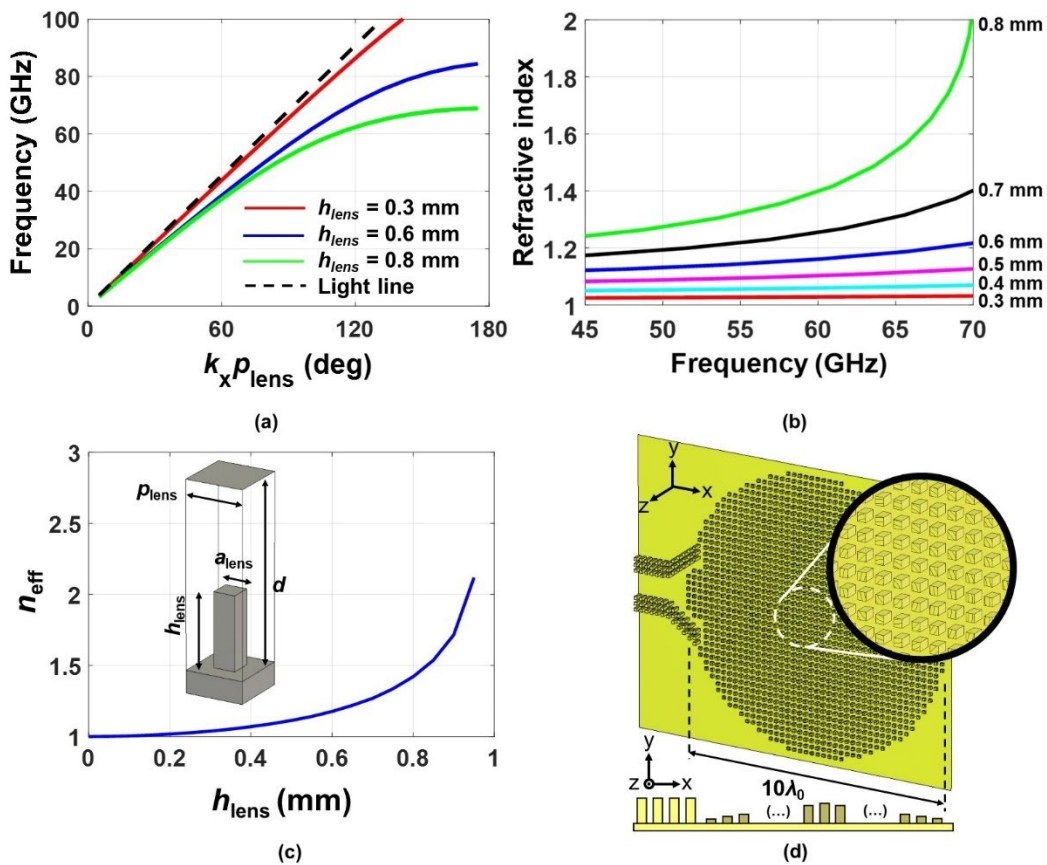 100
80
60
40
20
0
Frequency (GHz)
0
60
120
180
kₓpₗₑₙₛ (deg)
hₗₑₙₛ = 0.3 mm
hₗₑₙₛ = 0.6 mm
hₗₑₙₛ = 0.8 mm
Light line
(a)
2
1.8
1.6
1.4
1.2
1
Refractive index
45
50
55
60
65
70
Frequency (GHz)
0.8 mm
0.7 mm
0.6 mm
0.5 mm
0.4 mm
0.3 mm
(b)
3
2.5
2
1.5
1
n_eff
0
0.2
0.4
0.6
0.8
1
hₗₑₙₛ (mm)
pₗₑₙₛ
aₗₑₙₛ
hₗₑₙₛ
d
(c)
y
x
z
10λ₀
y
z
x
(...)
(...)
(d)